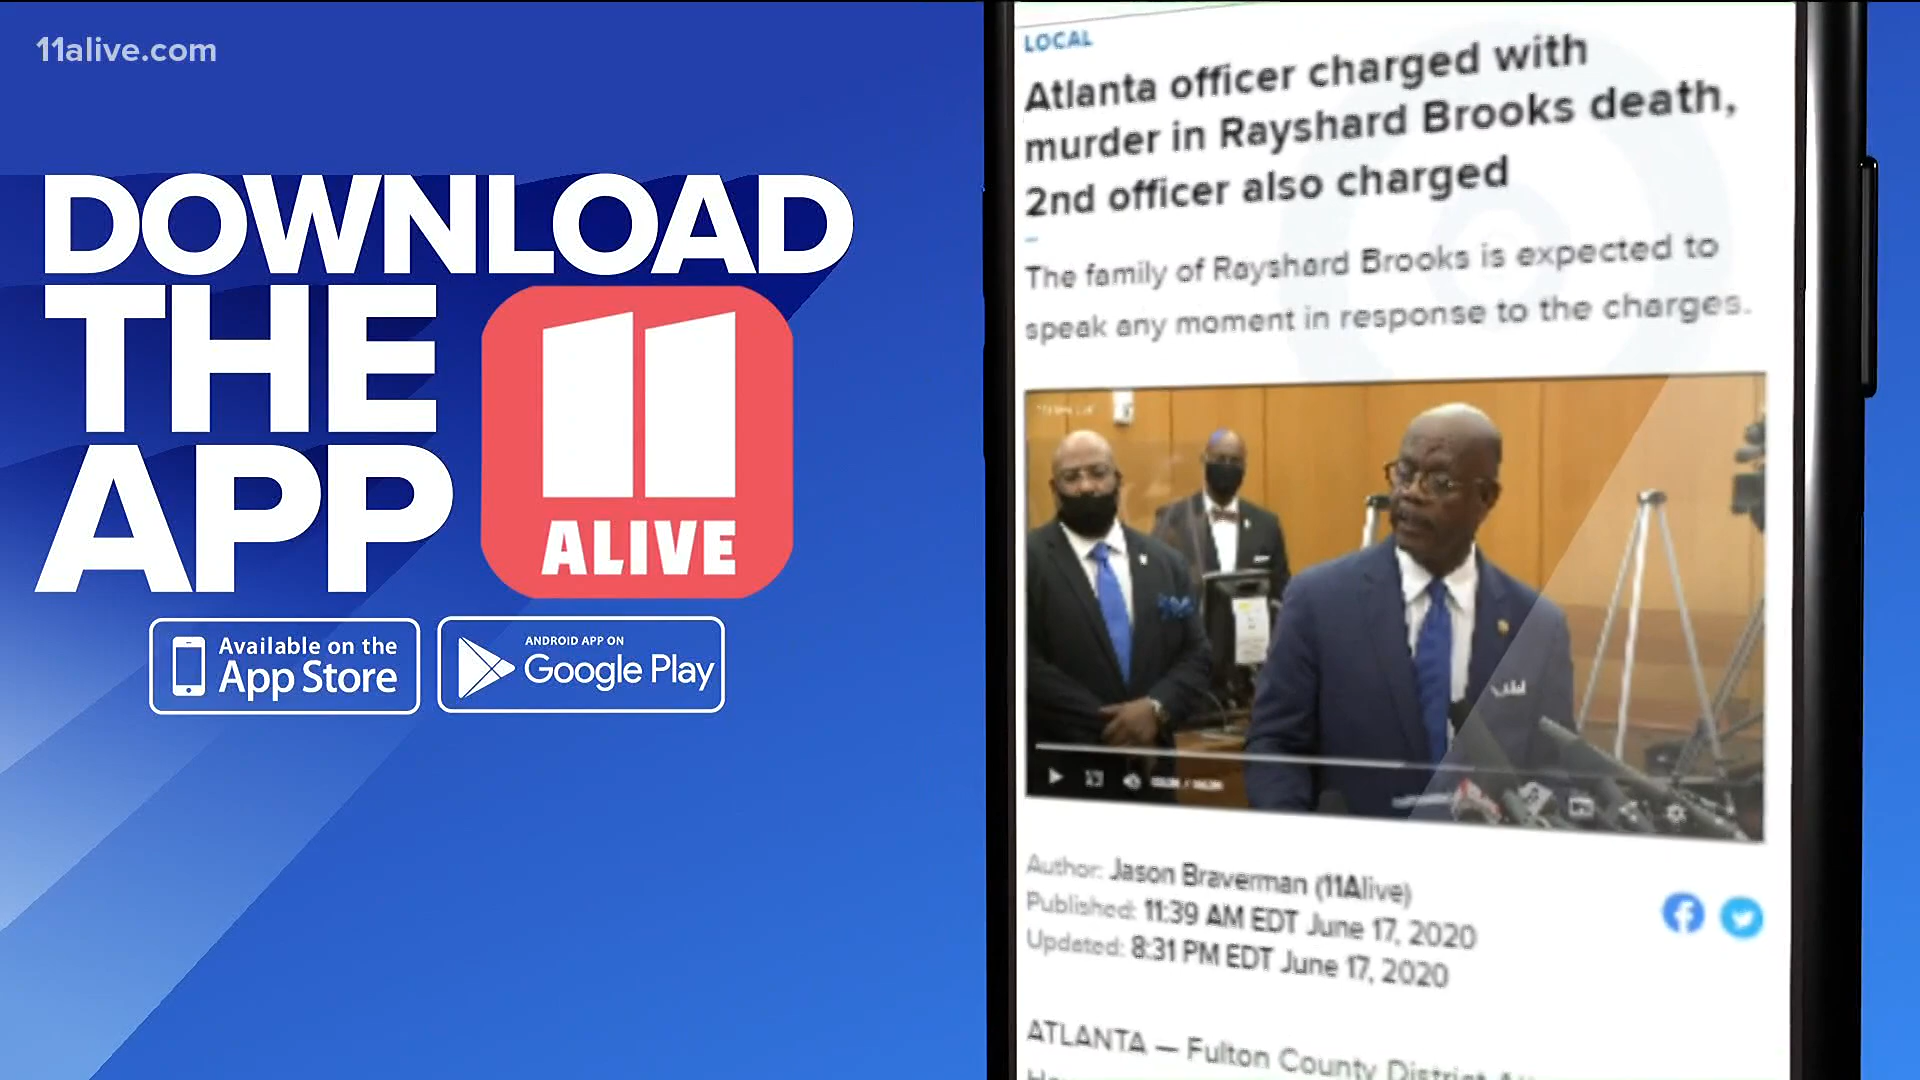 11alive.com
DOWNLOAD
THE
APP
11
ALIVE
Available on the
App Store
ANDROID APP ON
Google Play
LOCAL
Atlanta officer charged with
murder in Rayshard Brooks death,
2nd officer also charged
The family of Rayshard Brooks is expected to
speak any moment in response to the charges.
Author: Jason Braverman (11Alive)
Published: 11:39 AM EDT June 17, 2020
Updated: 8:31 PM EDT June 17, 2020
ATLANTA — Fulton County District